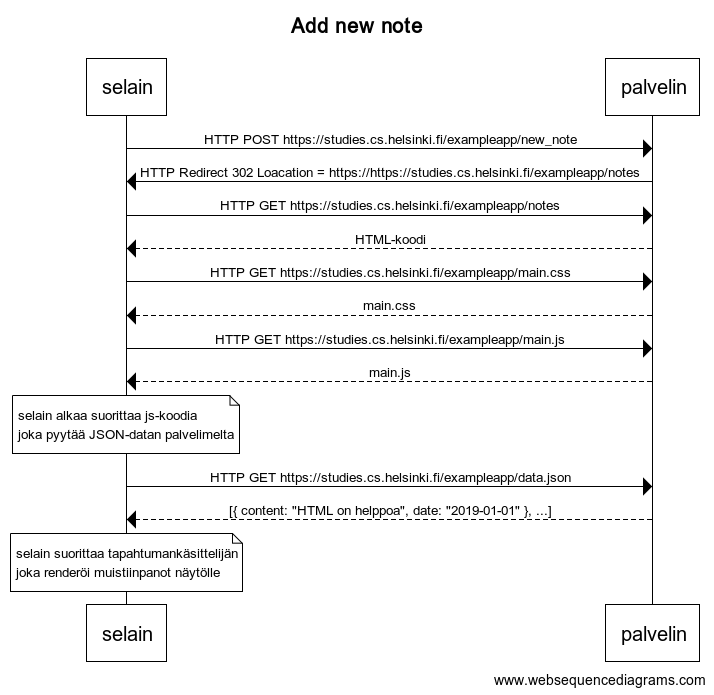 Add new note
selain
palvelin
HTTP POST https://studies.cs.helsinki.fi/exampleapp/new_note
HTTP Redirect 302 Loacation = https://https://studies.cs.helsinki.fi/exampleapp/notes
HTTP GET https://studies.cs.helsinki.fi/exampleapp/notes
HTML-koodi
HTTP GET https://studies.cs.helsinki.fi/exampleapp/main.css
main.css
HTTP GET https://studies.cs.helsinki.fi/exampleapp/main.js
main.js
selain alkaa suorittaa js-koodia
joka pyytää JSON-datan palvelimelta
HTTP GET https://studies.cs.helsinki.fi/exampleapp/data.json
[{ content: "HTML on helppoa", date: "2019-01-01" }, ...]
selain suorittaa tapahtumankäsittelijän
joka renderöi muistiinpanot näytölle
selain
palvelin
www.websequencediagrams.com